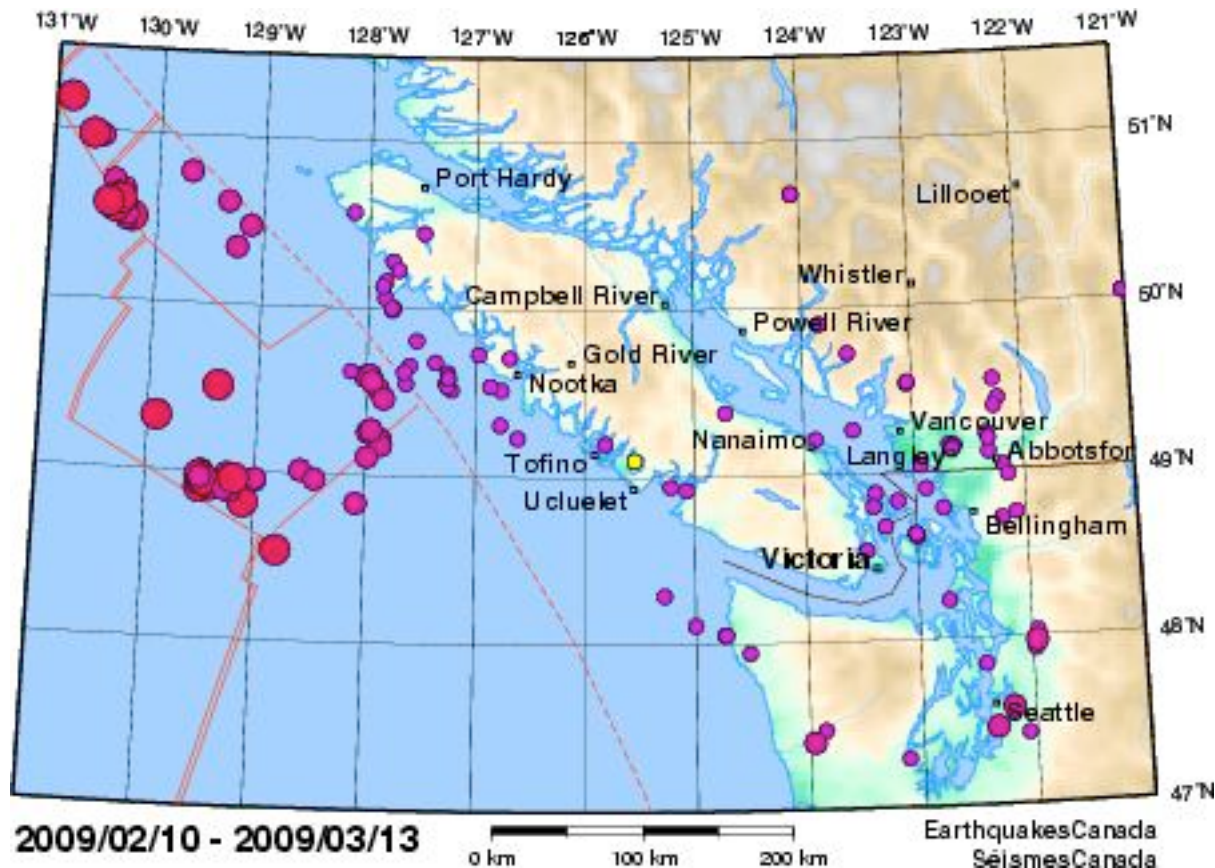 131°W 130°W 129°W 128°W 127°W 126°W 125°W 124°W 123°W 122°W 121°W
51°N
Port Hardy
Lillooet
Whistler
50°N
Campbell River
Powell River
Gold River
Nootka
Vancouver
Nanaimo
Langley
Abbotsfor
49°N
Tofino
Ucluelet
Bellingham
Victoria
48°N
Seattle
47°N
2009/02/10 - 2009/03/13
0 km 100 km 200 km
EarthquakesCanada
SéismesCanada